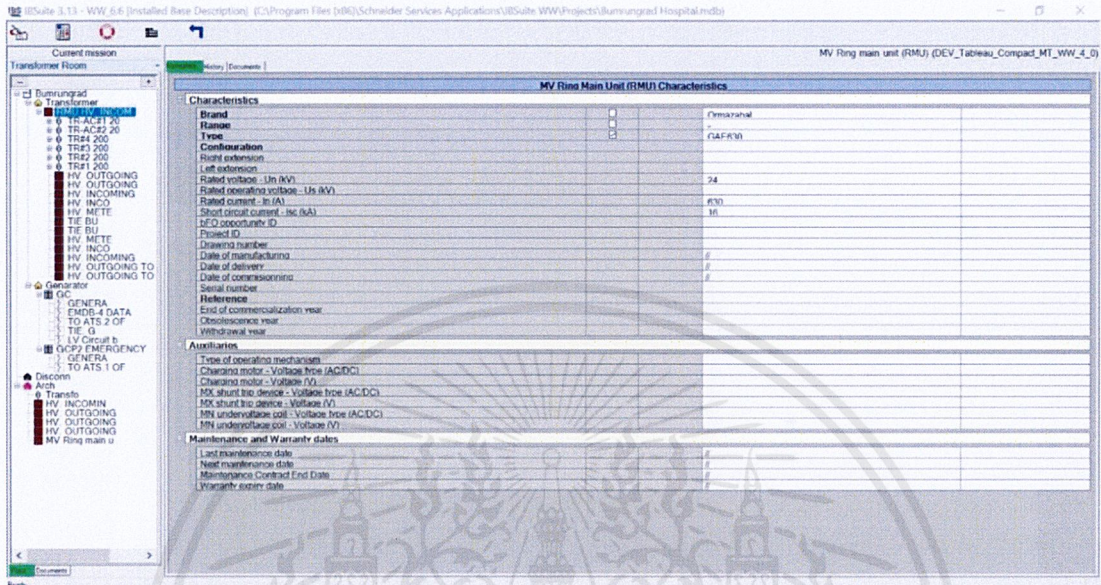 IBSuite 3.13 - WW_6.6 [Installed Base Description] (C:\Program Files (x86)\Schneider Services Applications\IBSuite WW\Projects\Bumrungrad Hospital.mdb)
Current mission
Transformer Room
MV Ring main unit (RMU) (DEV_Tableau_Compact_MT_WW_4_0)
History Documents
Bumrungrad
Transformer
RMU HV INCOM
TR-AC#1 20
TR-AC#2 20
TR#4 200
TR#3 200
TR#2 200
TR#1 200
HV OUTGOING
HV OUTGOING
HV INCOMING
HV INCO
HV METE
TIE BU
TIE BU
HV. METE
HV INCO
HV INCOMING
HV OUTGOING TO
HV OUTGOING TO
Genarator
GC
GENERA
EMDB-4 DATA
TO ATS.2 OF
TIE G
LV Circuit b
GCP2 EMERGENCY
GENERA
TO ATS 1 OF
Disconn
Arch
Transfo
HV INCOMIN
HV OUTGOING
HV OUTGOING
HV OUTGOING
MV Ring main u
Documents
MV Ring Main Unit (RMU) Characteristics
Characteristics
Brand Ormazabal
Range -
Type GAE630
Configuration
Right extension
Left extension
Rated voltage - Un (kV) 24
Rated operating voltage - Us (kV)
Rated current - In (A) 630
Short circuit current - Isc (kA) 16
bFO opportunity ID
Project ID
Drawing number
Date of manufacturing //
Date of delivery //
Date of commissionning //
Serial number
Reference
End of commercialization year
Obsolescence year
Withdrawal year
Auxiliaries
Type of operating mechanism
Charging motor - Voltage type (AC/DC)
Charging motor - Voltage (V)
MX shunt trip device - Voltage type (AC/DC)
MX shunt trip device - Voltage (V)
MN undervoltage coil - Voltage type (AC/DC)
MN undervoltage coil - Voltage (V)
Maintenance and Warranty dates
Last maintenance date //
Next maintenance date //
Maintenance Contract End Date //
Warranty expiry date //